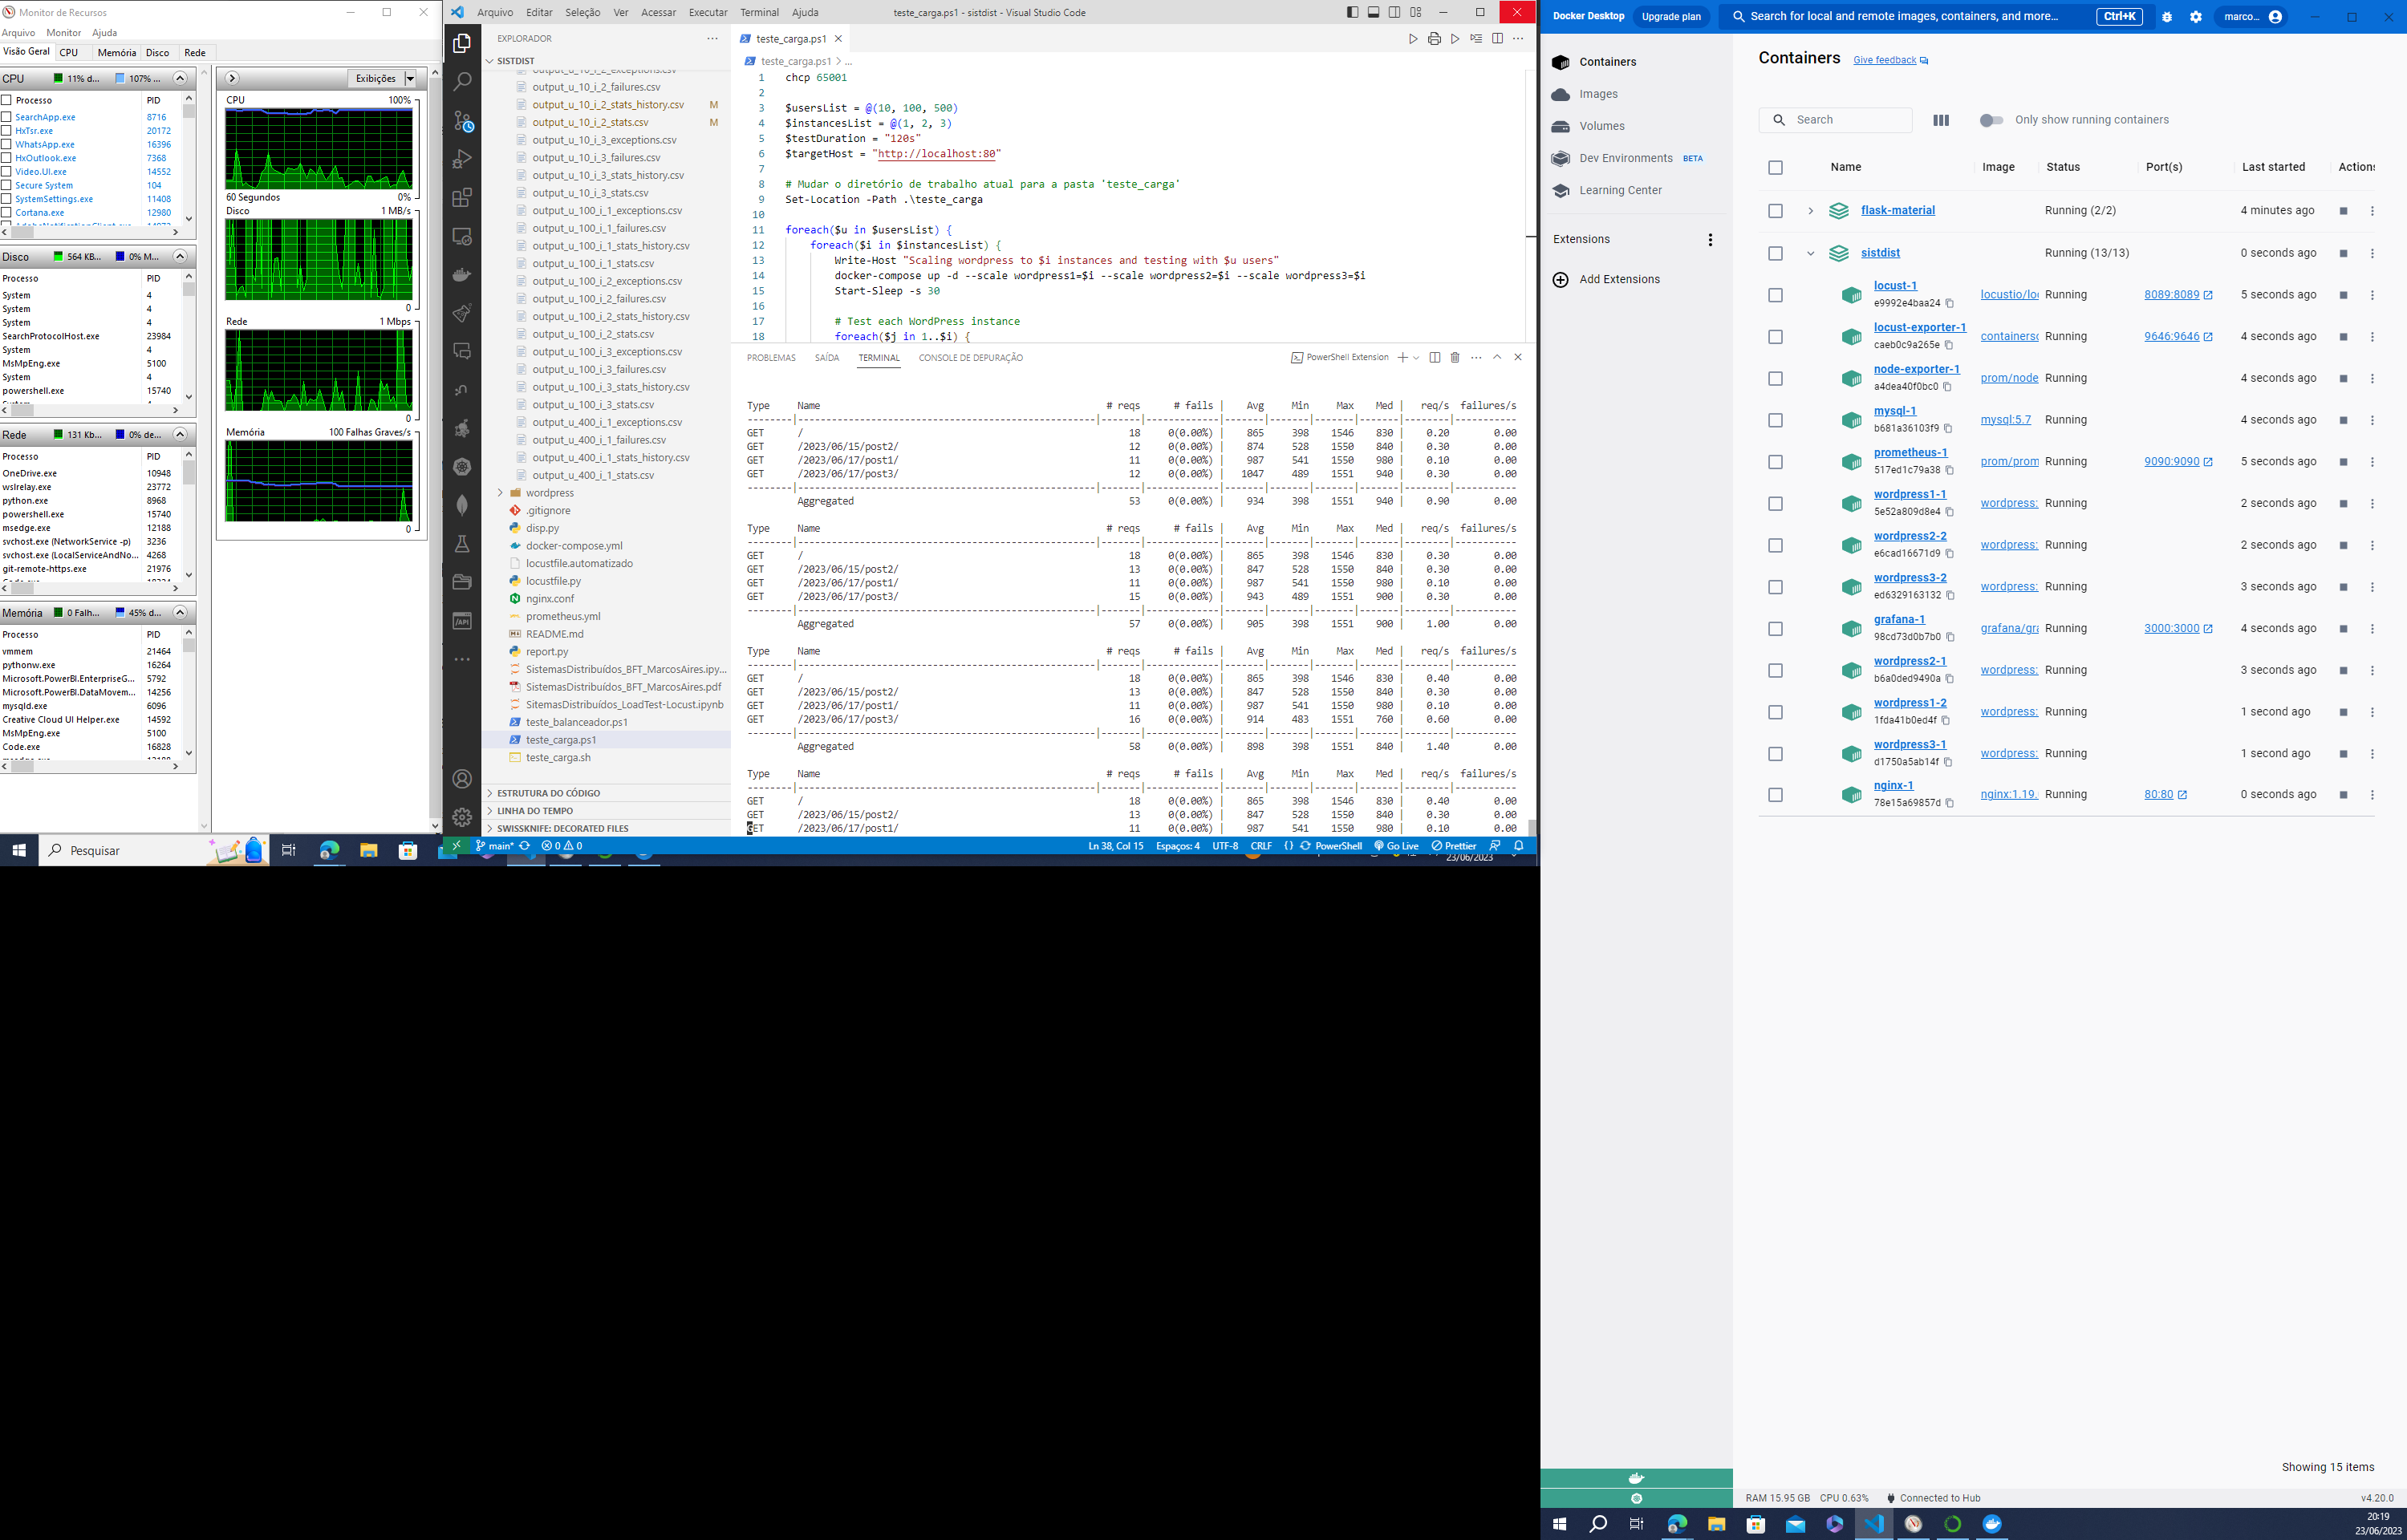 Monitor de Recursos
Arquivo Monitor Ajuda
Visão Geral CPU Memória Disco Rede
CPU 11% d... 107% ...
Processo PID
SearchApp.exe 8716
HxTsr.exe 20172
WhatsApp.exe 16396
HxOutlook.exe 7368
Video.UI.exe 14552
Secure System 104
SystemSettings.exe 11408
Cortana.exe 12980
Disco 564 KB... 0% M...
Processo PID
System 4
System 4
System 4
SearchProtocolHost.exe 23984
System 4
MsMpEng.exe 5100
System 4
powershell.exe 15740
Rede 131 Kb... 0% de...
Processo PID
OneDrive.exe 10948
wslrelay.exe 23772
python.exe 8968
powershell.exe 15740
msedge.exe 12188
svchost.exe (NetworkService -p) 3236
svchost.exe (LocalServiceAndNo... 4268
git-remote-https.exe 21976
Memória 0 Falh... 45% d...
Processo PID
vmmem 21464
pythonw.exe 16264
Microsoft.PowerBI.EnterpriseG... 5792
Microsoft.PowerBI.DataMovem... 14256
mysqld.exe 6096
Creative Cloud UI Helper.exe 14592
MsMpEng.exe 5100
Code.exe 16828
Exibições
CPU 100%
60 Segundos 0%
Disco 1 MB/s
0
Rede 1 Mbps
0
Memória 100 Falhas Graves/s
0
Pesquisar
Arquivo Editar Seleção Ver Acessar Executar Terminal Ajuda
teste_carga.ps1 - sistdist - Visual Studio Code
EXPLORADOR
SISTDIST
output_u_10_i_2_exceptions.csv
output_u_10_i_2_failures.csv
output_u_10_i_2_stats_history.csv M
output_u_10_i_2_stats.csv M
output_u_10_i_3_exceptions.csv
output_u_10_i_3_failures.csv
output_u_10_i_3_stats_history.csv
output_u_10_i_3_stats.csv
output_u_100_i_1_exceptions.csv
output_u_100_i_1_failures.csv
output_u_100_i_1_stats_history.csv
output_u_100_i_1_stats.csv
output_u_100_i_2_exceptions.csv
output_u_100_i_2_failures.csv
output_u_100_i_2_stats_history.csv
output_u_100_i_2_stats.csv
output_u_100_i_3_exceptions.csv
output_u_100_i_3_failures.csv
output_u_100_i_3_stats_history.csv
output_u_100_i_3_stats.csv
output_u_400_i_1_exceptions.csv
output_u_400_i_1_failures.csv
output_u_400_i_1_stats_history.csv
output_u_400_i_1_stats.csv
wordpress
.gitignore
disp.py
docker-compose.yml
locustfile.automatizado
locustfile.py
nginx.conf
prometheus.yml
README.md
report.py
SistemasDistribuídos_BFT_MarcosAires.ipy...
SistemasDistribuídos_BFT_MarcosAires.pdf
SitemasDistribuídos_LoadTest-Locust.ipynb
teste_balanceador.ps1
teste_carga.ps1
teste_carga.sh
ESTRUTURA DO CÓDIGO
LINHA DO TEMPO
SWISSKNIFE: DECORATED FILES
teste_carga.ps1
teste_carga.ps1 > ...
1 chcp 65001
2
3 $usersList = @(10, 100, 500)
4 $instancesList = @(1, 2, 3)
5 $testDuration = "120s"
6 $targetHost = "http://localhost:80"
7
8 # Mudar o diretório de trabalho atual para a pasta 'teste_carga'
9 Set-Location -Path .\teste_carga
10
11 foreach($u in $usersList) {
12 foreach($i in $instancesList) {
13 Write-Host "Scaling wordpress to $i instances and testing with $u users"
14 docker-compose up -d --scale wordpress1=$i --scale wordpress2=$i --scale wordpress3=$i
15 Start-Sleep -s 30
16
17 # Test each WordPress instance
18 foreach($j in 1..$i) {
PROBLEMAS SAÍDA TERMINAL CONSOLE DE DEPURAÇÃO PowerShell Extension
Type Name # reqs # fails | Avg Min Max Med | req/s failures/s
GET / 18 0(0.00%) | 865 398 1546 830 | 0.20 0.00
GET /2023/06/15/post2/ 12 0(0.00%) | 874 528 1550 840 | 0.30 0.00
GET /2023/06/17/post1/ 11 0(0.00%) | 987 541 1550 980 | 0.10 0.00
GET /2023/06/17/post3/ 12 0(0.00%) | 1047 489 1551 940 | 0.30 0.00
Aggregated 53 0(0.00%) | 934 398 1551 940 | 0.90 0.00
Type Name # reqs # fails | Avg Min Max Med | req/s failures/s
GET / 18 0(0.00%) | 865 398 1546 830 | 0.30 0.00
GET /2023/06/15/post2/ 13 0(0.00%) | 847 528 1550 840 | 0.30 0.00
GET /2023/06/17/post1/ 11 0(0.00%) | 987 541 1550 980 | 0.10 0.00
GET /2023/06/17/post3/ 15 0(0.00%) | 943 489 1551 900 | 0.30 0.00
Aggregated 57 0(0.00%) | 905 398 1551 900 | 1.00 0.00
Type Name # reqs # fails | Avg Min Max Med | req/s failures/s
GET / 18 0(0.00%) | 865 398 1546 830 | 0.40 0.00
GET /2023/06/15/post2/ 13 0(0.00%) | 847 528 1550 840 | 0.30 0.00
GET /2023/06/17/post1/ 11 0(0.00%) | 987 541 1550 980 | 0.10 0.00
GET /2023/06/17/post3/ 16 0(0.00%) | 914 483 1551 760 | 0.60 0.00
Aggregated 58 0(0.00%) | 898 398 1551 840 | 1.40 0.00
Type Name # reqs # fails | Avg Min Max Med | req/s failures/s
GET / 18 0(0.00%) | 865 398 1546 830 | 0.40 0.00
GET /2023/06/15/post2/ 13 0(0.00%) | 847 528 1550 840 | 0.30 0.00
GET /2023/06/17/post1/ 11 0(0.00%) | 987 541 1550 980 | 0.10 0.00
main* 0 0 Ln 38, Col 15 Espaços: 4 UTF-8 CRLF {} PowerShell Go Live Prettier
23/06/2023
Docker Desktop Upgrade plan Search for local and remote images, containers, and more... Ctrl+K marco...
Containers
Images
Volumes
Dev Environments BETA
Learning Center
Extensions
Add Extensions
Containers Give feedback
Search Only show running containers
Name Image Status Port(s) Last started Actions
flask-material Running (2/2) 4 minutes ago
sistdist Running (13/13) 0 seconds ago
locust-1
e9992e4baa24 locustio/loc Running 8089:8089 5 seconds ago
locust-exporter-1
caeb0c9a265e containersc Running 9646:9646 4 seconds ago
node-exporter-1
a4dea40f0bc0 prom/node Running 4 seconds ago
mysql-1
b681a36103f9 mysql:5.7 Running 4 seconds ago
prometheus-1
517ed1c79a38 prom/prom Running 9090:9090 5 seconds ago
wordpress1-1
5e52a809d8e4 wordpress: Running 2 seconds ago
wordpress2-2
e6cad16671d9 wordpress: Running 2 seconds ago
wordpress3-2
ed6329163132 wordpress: Running 3 seconds ago
grafana-1
98cd73d0b7b0 grafana/gra Running 3000:3000 4 seconds ago
wordpress2-1
b6a0ded9490a wordpress: Running 3 seconds ago
wordpress1-2
1fda41b0ed4f wordpress: Running 1 second ago
wordpress3-1
d1750a5ab14f wordpress: Running 1 second ago
nginx-1
78e15a69857d nginx:1.19. Running 80:80 0 seconds ago
Showing 15 items
RAM 15.95 GB CPU 0.63% Connected to Hub v4.20.0
20:19
23/06/2023